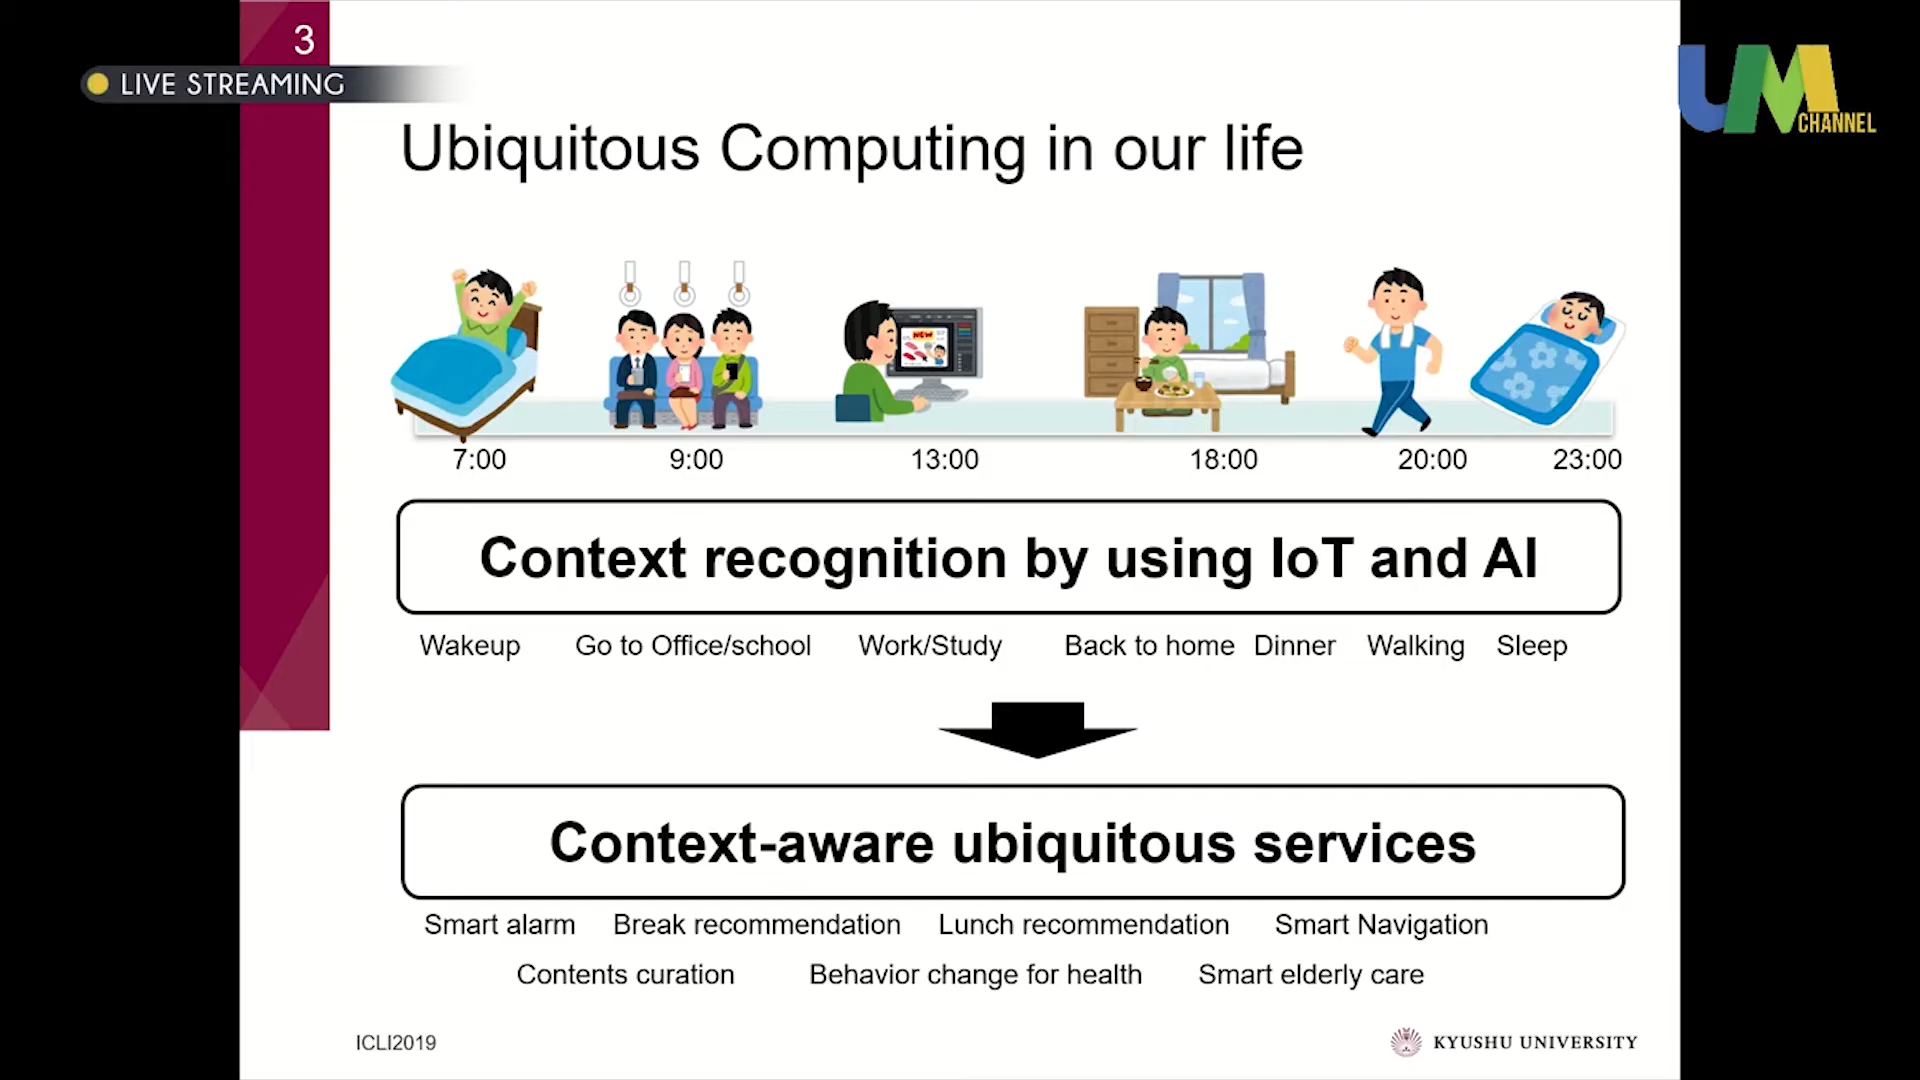 3
LIVE STREAMING
UM
CHANNEL
Ubiquitous Computing in our life
NEW
7:00 9:00 13:00 18:00 20:00 23:00
Context recognition by using IoT and AI
Wakeup Go to Office/school Work/Study Back to home Dinner Walking Sleep
Context-aware ubiquitous services
Smart alarm Break recommendation Lunch recommendation Smart Navigation
Contents curation Behavior change for health Smart elderly care
ICLI2019
KYUSHU UNIVERSITY